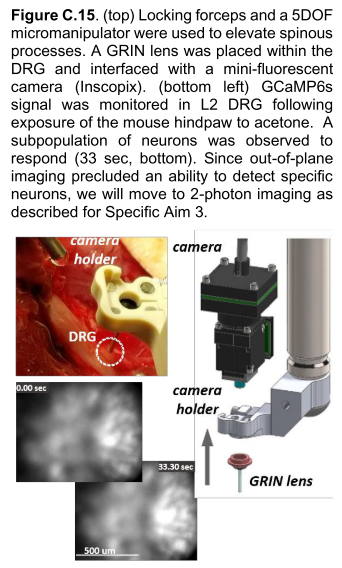 Figure C.15. (top) Locking forceps and a 5DOF
micromanipulator were used to elevate spinous
processes. A GRIN lens was placed within the
DRG and interfaced with a mini-fluorescent
camera (Inscopix). (bottom left) GCaMP6s
signal was monitored in L2 DRG following
exposure of the mouse hindpaw to acetone. A
subpopulation of neurons was observed to
respond (33 sec, bottom). Since out-of-plane
imaging precluded an ability to detect specific
neurons, we will move to 2-photon imaging as
described for Specific Aim 3.
camera
holder
DRG
camera
camera
holder
GRIN lens
0.00 sec
33.30 sec
500 um